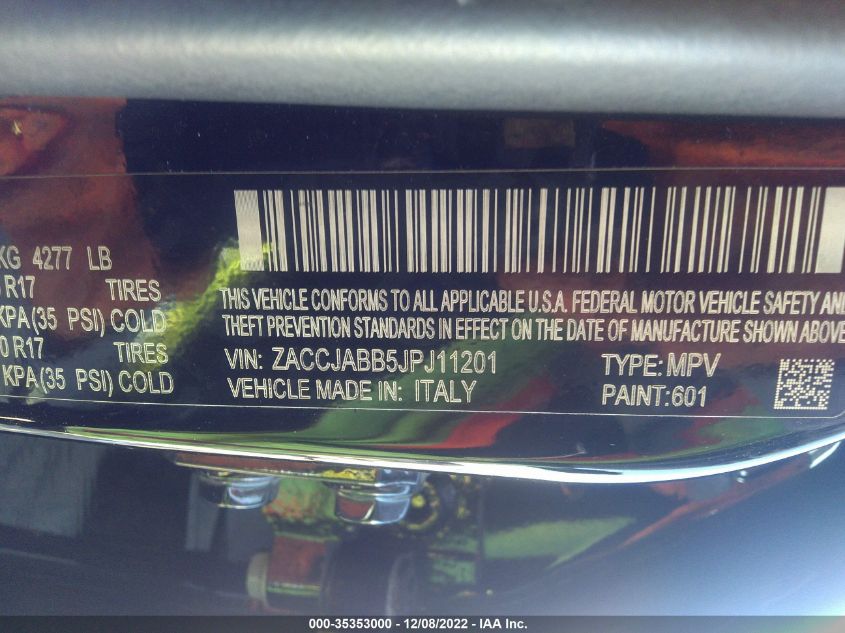 KG 4277 LB
R17 TIRES
KPA(35 PSI) COLD
0 R17 TIRES
KPA(35 PSI) COLD
THIS VEHICLE CONFORMS TO ALL APPLICABLE U.S.A. FEDERAL MOTOR VEHICLE SAFETY AND
THEFT PREVENTION STANDARDS IN EFFECT ON THE DATE OF MANUFACTURE SHOWN ABOVE
VIN: ZACCJABB5JPJ11201 TYPE: MPV
VEHICLE MADE IN: ITALY PAINT:601
000-35353000 - 12/08/2022 - IAA Inc.